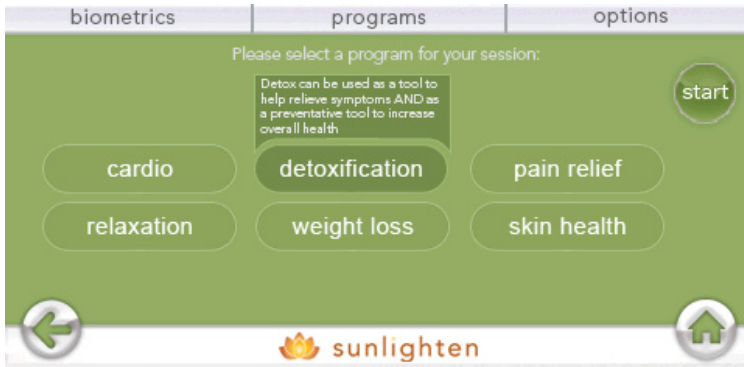 biometrics programs options
Please select a program for your session:
Detox can be used as a tool to
help relieve symptoms AND as
a preventative tool to increase
overall health
start
cardio detoxification pain relief
relaxation weight loss skin health
sunlighten